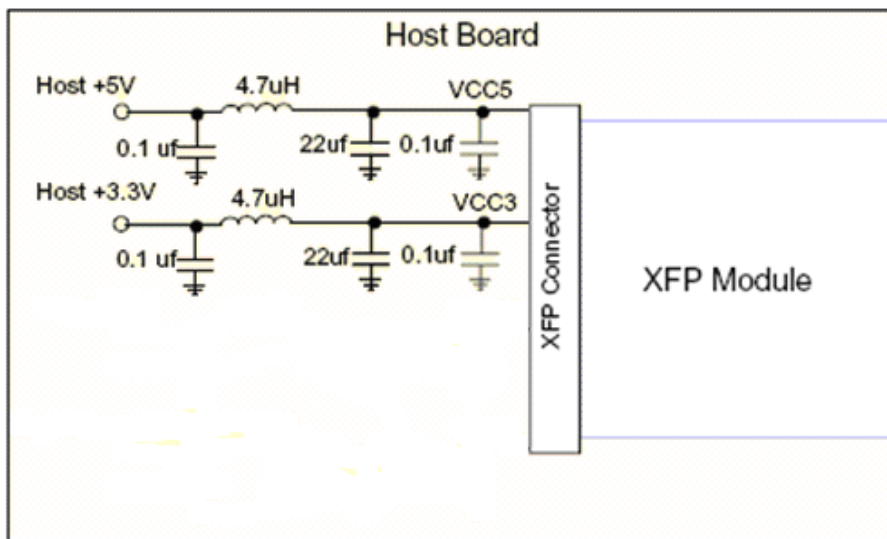 Host Board
Host +5V
4.7uH
VCC5
0.1 uf
22uf
0.1uf
Host +3.3V
4.7uH
VCC3
0.1 uf
22uf
0.1uf
XFP Connector
XFP Module